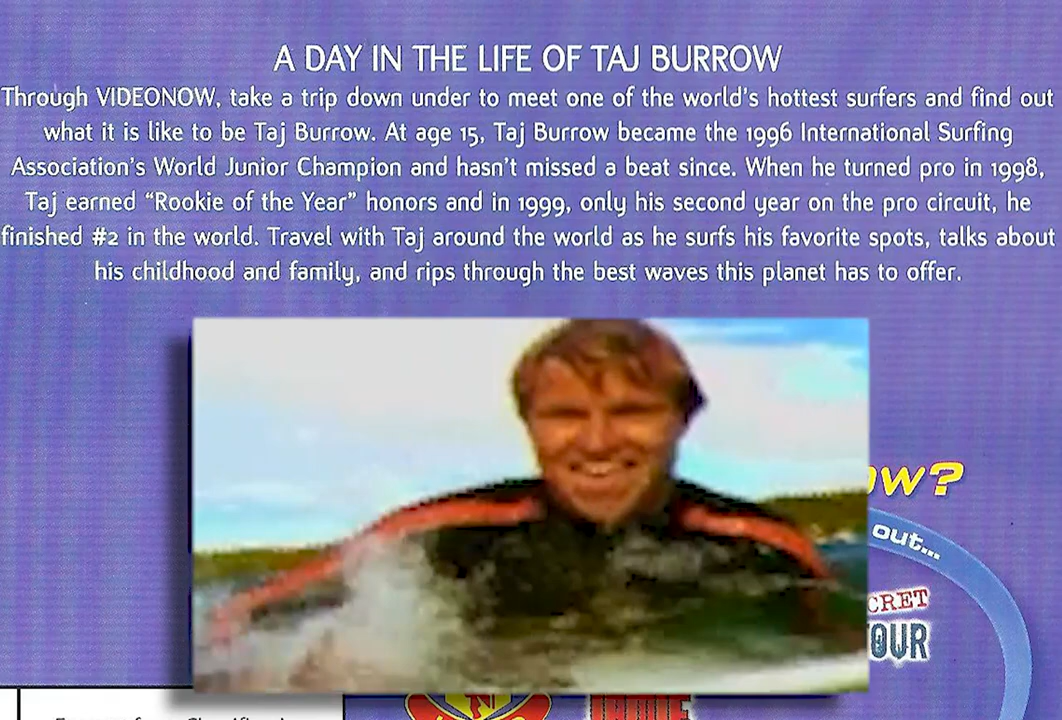 A DAY IN THE LIFE OF TAJ BURROW
Through VIDEONOW, take a trip down under to meet one of the world's hottest surfers and find out
what it is like to be Taj Burrow. At age 15, Taj Burrow became the 1996 International Surfing
Association's World Junior Champion and hasn't missed a beat since. When he turned pro in 1998,
Taj earned "Rookie of the Year" honors and in 1999, only his second year on the pro circuit, he
finished #2 in the world. Travel with Taj around the world as he surfs his favorite spots, talks about
his childhood and family, and rips through the best waves this planet has to offer.
ow?
out...
CRET
OUR